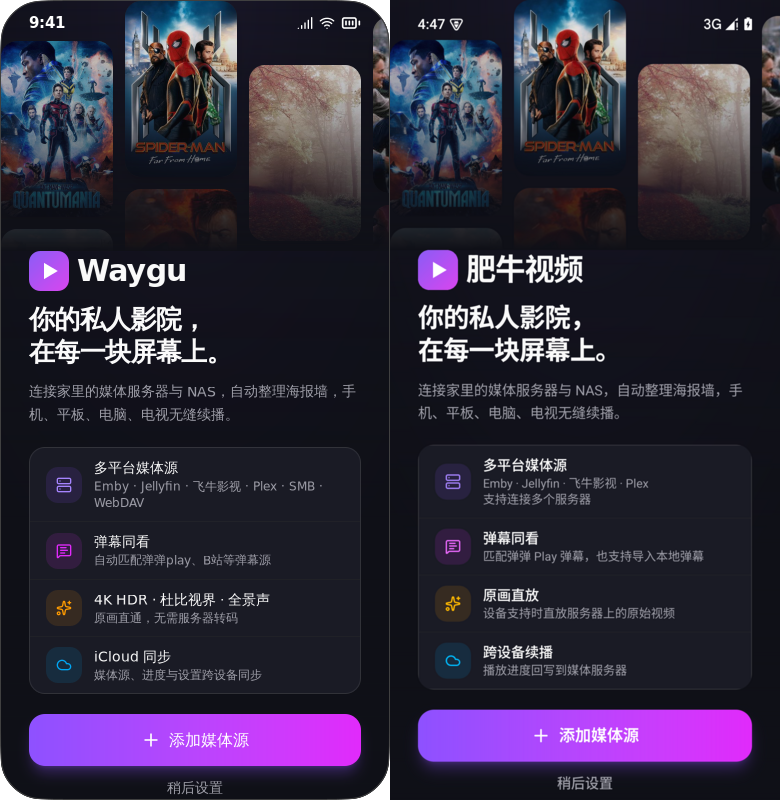 9:41
SPIDER-MAN
Far From Home
QUANTUMANIA
Waygu
你的私人影院，
在每一块屏幕上。
连接家里的媒体服务器与 NAS，自动整理海报墙，手
机、平板、电脑、电视无缝续播。
多平台媒体源
Emby · Jellyfin · 飞牛影视 · Plex · SMB ·
WebDAV
弹幕同看
自动匹配弹弹play、B站等弹幕源
4K HDR · 杜比视界 · 全景声
原画直通，无需服务器转码
iCloud 同步
媒体源、进度与设置跨设备同步
添加媒体源
稍后设置
4:47
3G
SPIDER-MAN
Far From Home
QUANTUMANIA
肥牛视频
你的私人影院，
在每一块屏幕上。
连接家里的媒体服务器与 NAS，自动整理海报墙，手
机、平板、电脑、电视无缝续播。
多平台媒体源
Emby · Jellyfin · 飞牛影视 · Plex
支持连接多个服务器
弹幕同看
匹配弹弹 Play 弹幕，也支持导入本地弹幕
原画直放
设备支持时直放服务器上的原始视频
跨设备续播
播放进度回写到媒体服务器
添加媒体源
稍后设置